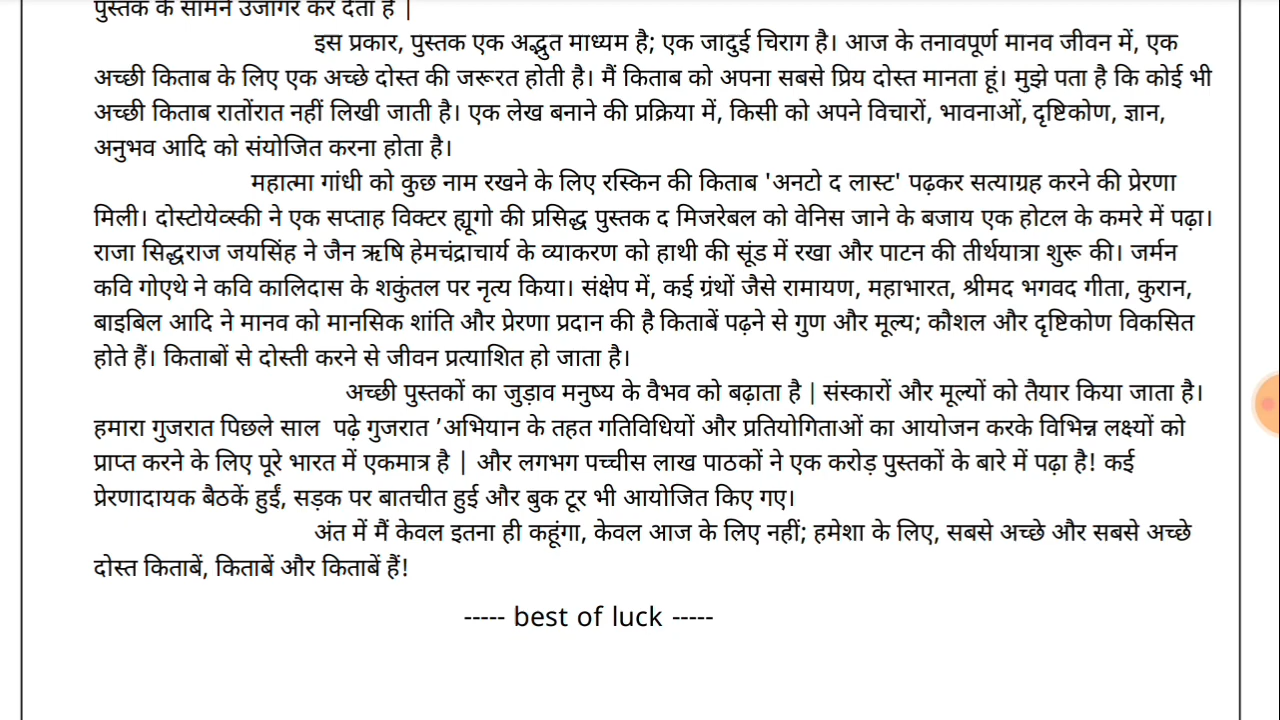 पुस्तक के सामने उजागर कर देता है |
इस प्रकार, पुस्तक एक अद्भुत माध्यम है; एक जादुई चिराग है। आज के तनावपूर्ण मानव जीवन में, एक
अच्छी किताब के लिए एक अच्छे दोस्त की जरूरत होती है। मैं किताब को अपना सबसे प्रिय दोस्त मानता हूं। मुझे पता है कि कोई भी
अच्छी किताब रातोंरात नहीं लिखी जाती है। एक लेख बनाने की प्रक्रिया में, किसी को अपने विचारों, भावनाओं, दृष्टिकोण, ज्ञान,
अनुभव आदि को संयोजित करना होता है।
महात्मा गांधी को कुछ नाम रखने के लिए रस्किन की किताब 'अनटो द लास्ट' पढ़कर सत्याग्रह करने की प्रेरणा
मिली। दोस्टोयेव्स्की ने एक सप्ताह विक्टर ह्यूगो की प्रसिद्ध पुस्तक द मिजरेबल को वेनिस जाने के बजाय एक होटल के कमरे में पढ़ा।
राजा सिद्धराज जयसिंह ने जैन ऋषि हेमचंद्राचार्य के व्याकरण को हाथी की सूंड में रखा और पाटन की तीर्थयात्रा शुरू की। जर्मन
कवि गोएथे ने कवि कालिदास के शकुंतल पर नृत्य किया। संक्षेप में, कई ग्रंथों जैसे रामायण, महाभारत, श्रीमद भगवद गीता, कुरान,
बाइबिल आदि ने मानव को मानसिक शांति और प्रेरणा प्रदान की है किताबें पढ़ने से गुण और मूल्य; कौशल और दृष्टिकोण विकसित
होते हैं। किताबों से दोस्ती करने से जीवन प्रत्याशित हो जाता है।
अच्छी पुस्तकों का जुड़ाव मनुष्य के वैभव को बढ़ाता है | संस्कारों और मूल्यों को तैयार किया जाता है।
हमारा गुजरात पिछले साल  पढ़े गुजरात ’अभियान के तहत गतिविधियों और प्रतियोगिताओं का आयोजन करके विभिन्न लक्ष्यों को
प्राप्त करने के लिए पूरे भारत में एकमात्र है | और लगभग पच्चीस लाख पाठकों ने एक करोड़ पुस्तकों के बारे में पढ़ा है! कई
प्रेरणादायक बैठकें हुईं, सड़क पर बातचीत हुई और बुक टूर भी आयोजित किए गए।
अंत में मैं केवल इतना ही कहूंगा, केवल आज के लिए नहीं; हमेशा के लिए, सबसे अच्छे और सबसे अच्छे
दोस्त किताबें, किताबें और किताबें हैं!
----- best of luck -----